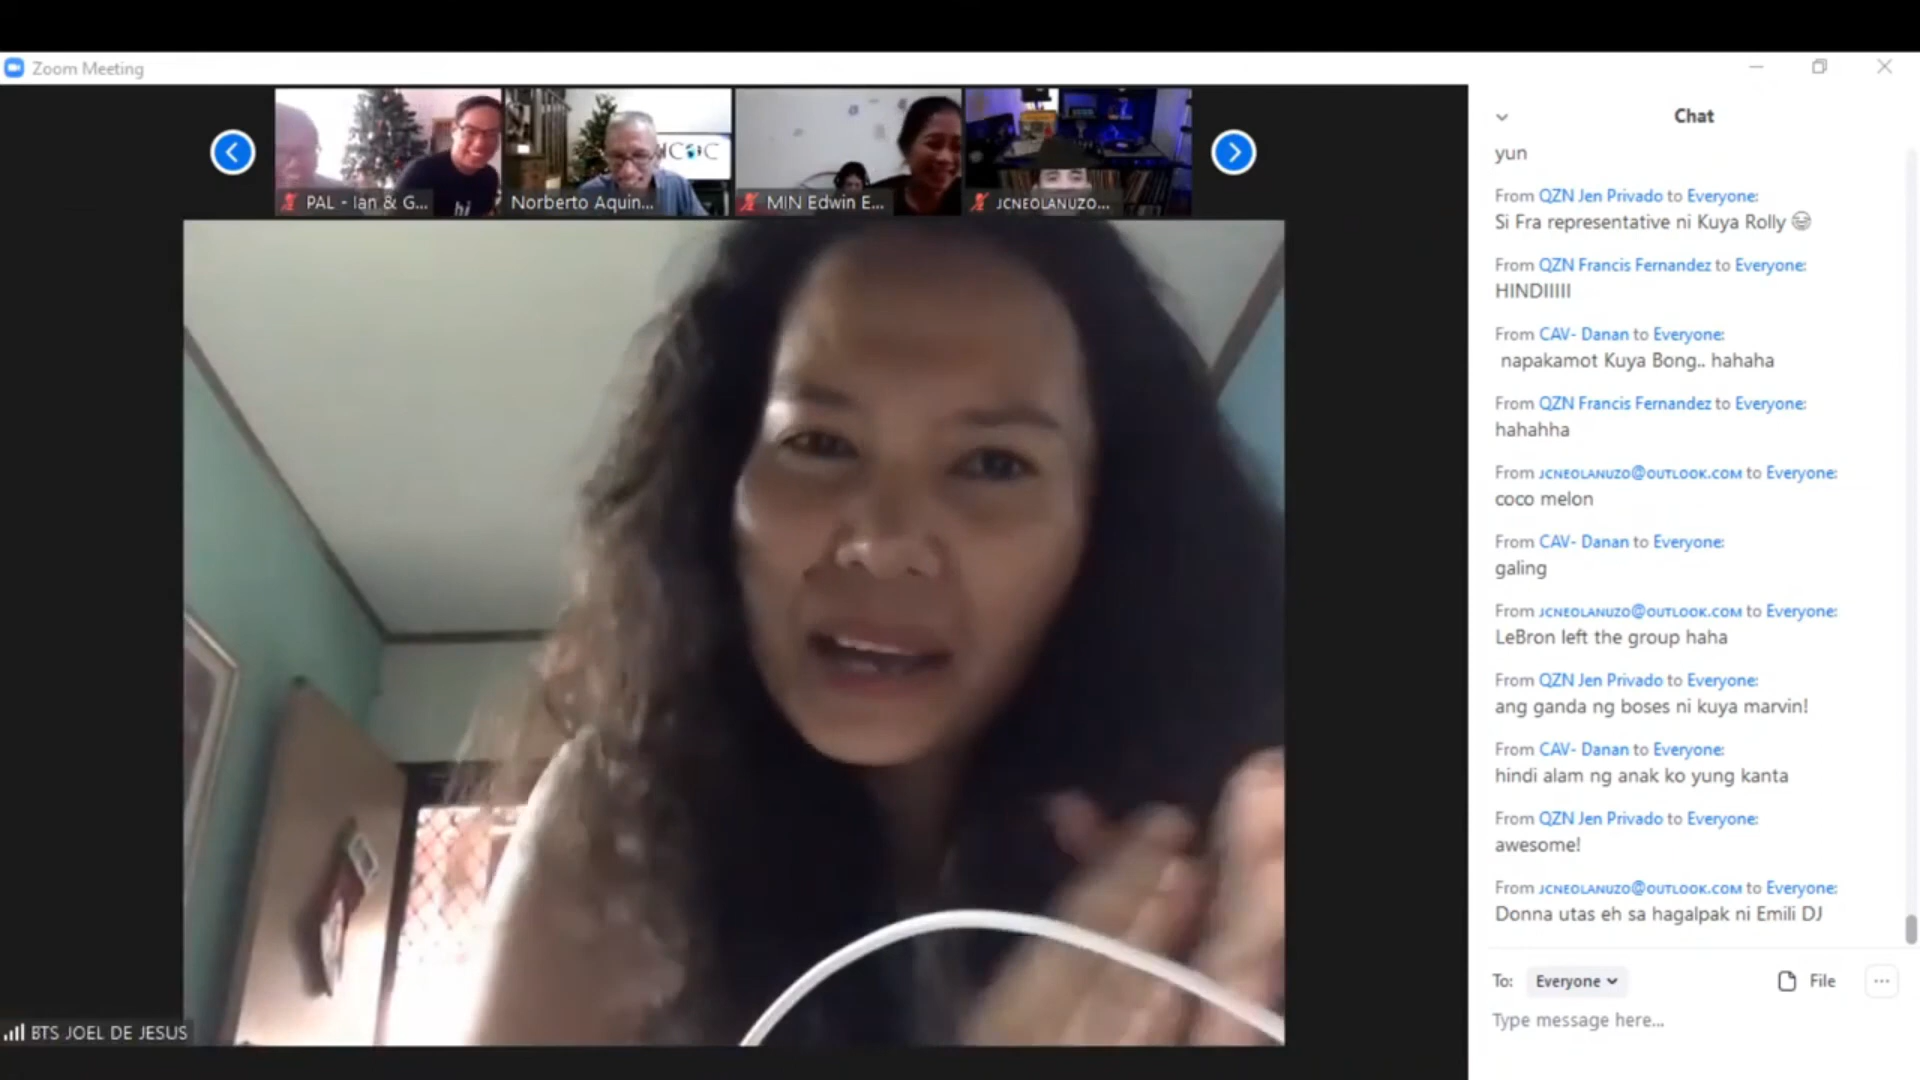 Zoom Meeting
PAL - Ian & G...
hi
Norberto Aquin...
MIN Edwin E...
JCNEOLANUZO...
BTS JOEL DE JESUS
Chat
yun
From QZN Jen Privado to Everyone:
Si Fra representative ni Kuya Rolly 😂
From QZN Francis Fernandez to Everyone:
HINDIIIII
From CAV- Danan to Everyone:
napakamot Kuya Bong.. hahaha
From QZN Francis Fernandez to Everyone:
hahahha
From JCNEOLANUZO@OUTLOOK.COM to Everyone:
coco melon
From CAV- Danan to Everyone:
galing
From JCNEOLANUZO@OUTLOOK.COM to Everyone:
LeBron left the group haha
From QZN Jen Privado to Everyone:
ang ganda ng boses ni kuya marvin!
From CAV- Danan to Everyone:
hindi alam ng anak ko yung kanta
From QZN Jen Privado to Everyone:
awesome!
From JCNEOLANUZO@OUTLOOK.COM to Everyone:
Donna utas eh sa hagalpak ni Emili DJ
To: Everyone
File
Type message here...